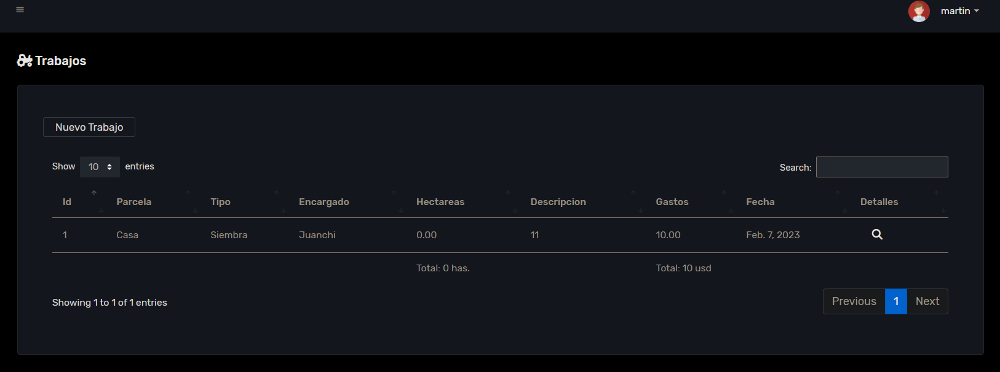 martin
Trabajos
Nuevo Trabajo
Show 10 entries Search:
Id Parcela Tipo Encargado Hectareas Descripcion Gastos Fecha Detalles
1 Casa Siembra Juanchi 0.00 11 10.00 Feb. 7, 2023
Total: 0 has. Total: 10 usd
Showing 1 to 1 of 1 entries Previous 1 Next